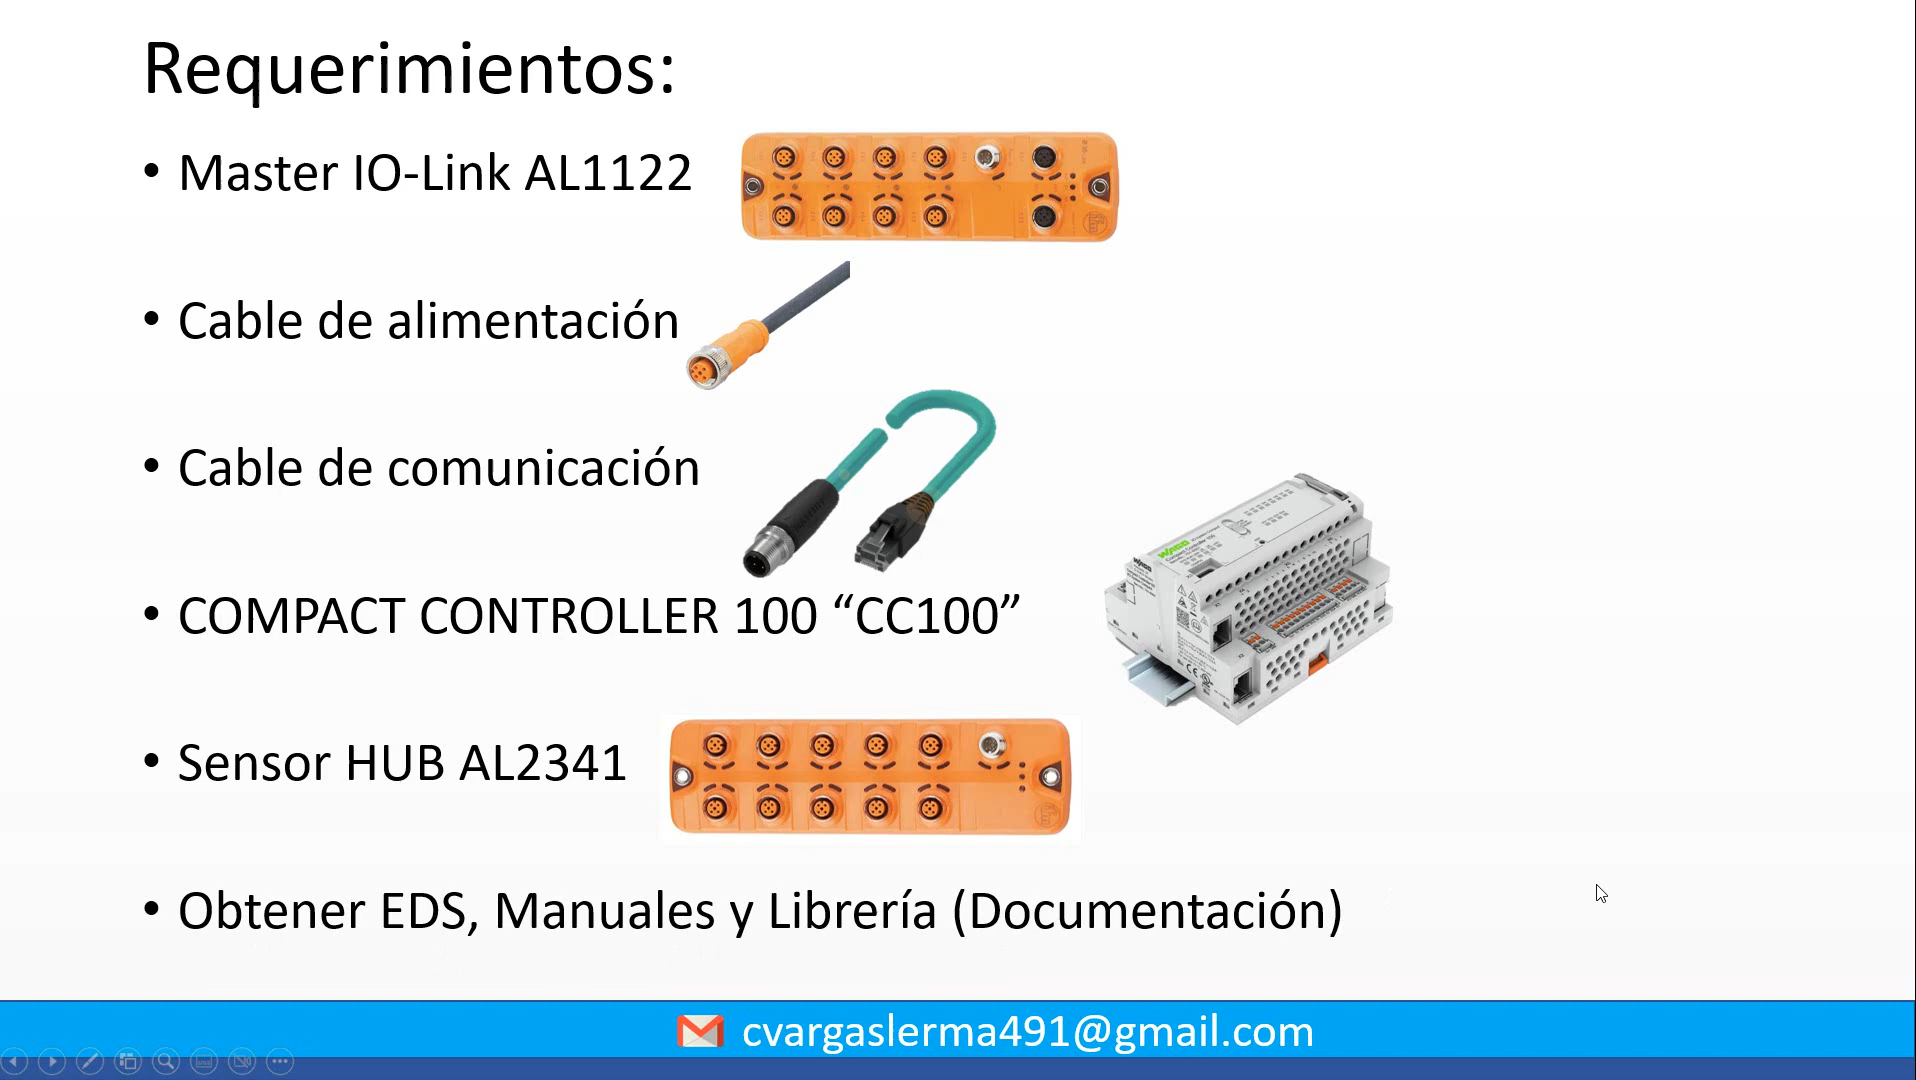 Requerimientos:
• Master IO-Link AL1122
• Cable de alimentación
• Cable de comunicación
• COMPACT CONTROLLER 100 “CC100”
WAGO
• Sensor HUB AL2341
• Obtener EDS, Manuales y Librería (Documentación)
cvargaslerma491@gmail.com